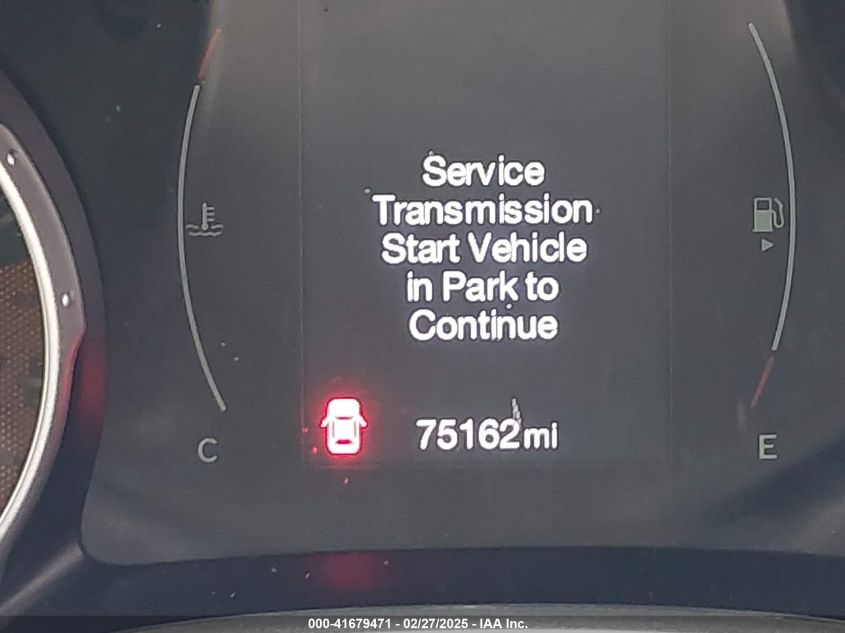 Service
Transmission
Start Vehicle
in Park to
Continue
75162mi
C
E
000-41679471 - 02/27/2025 - IAA Inc.